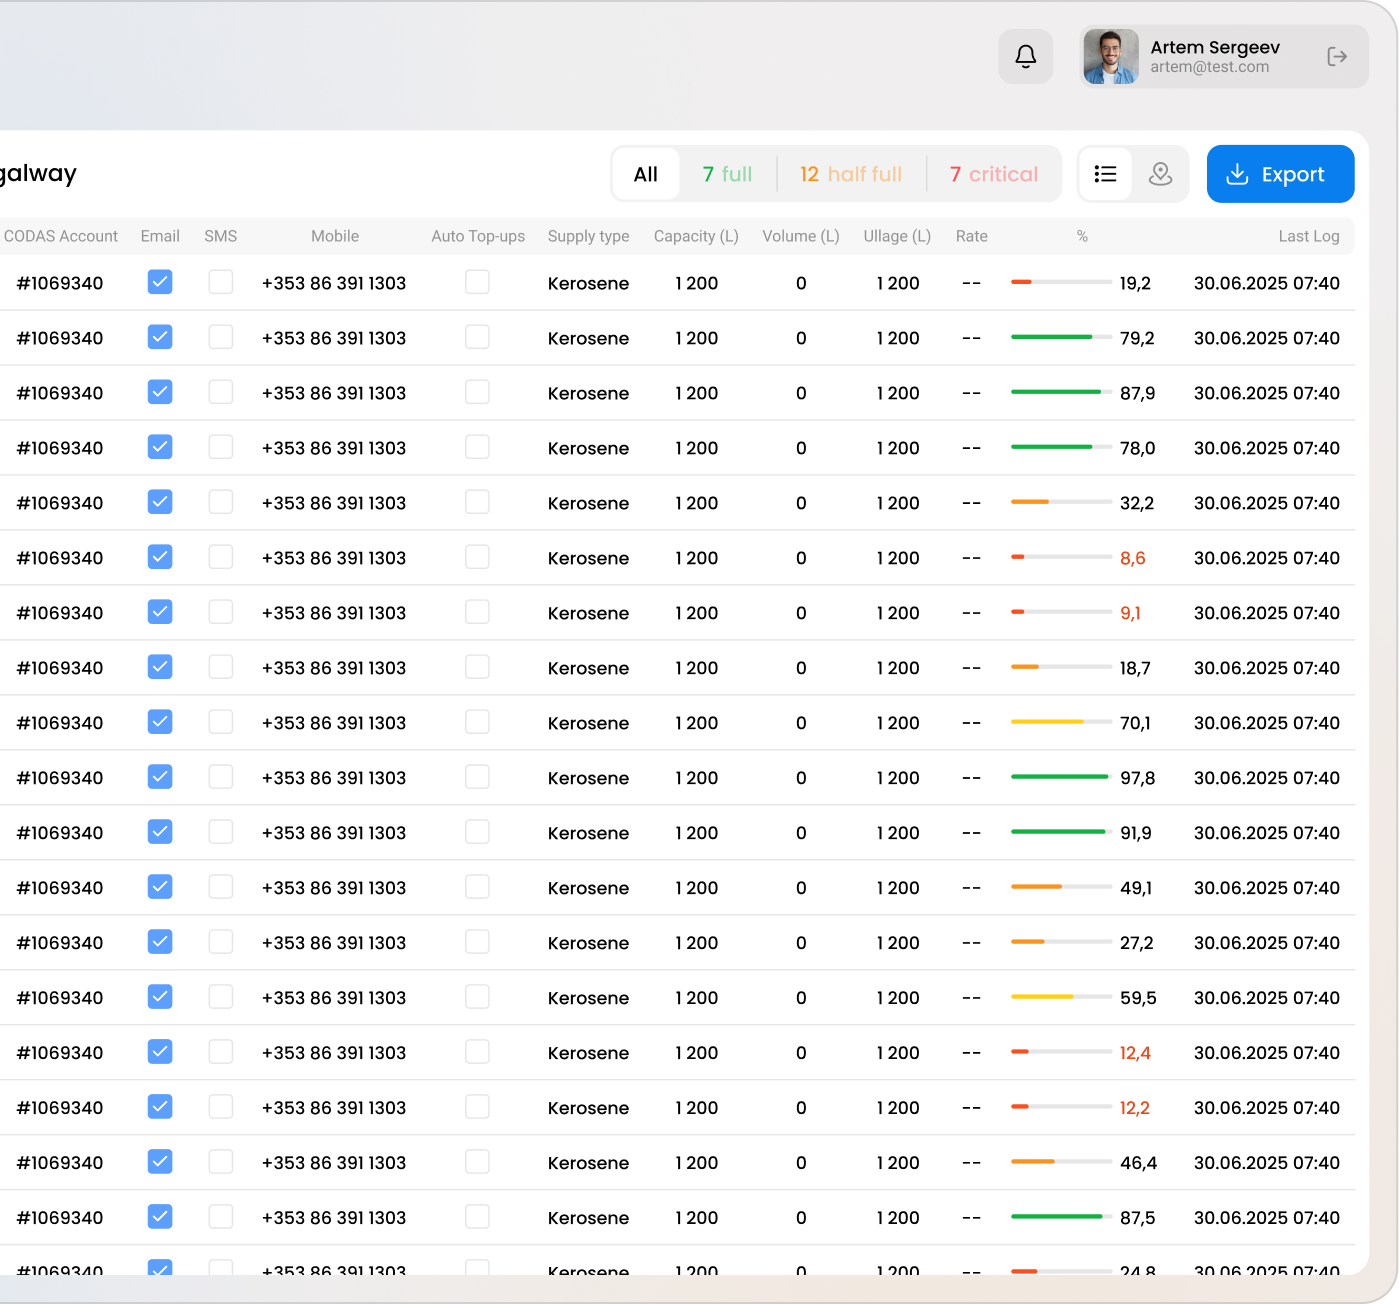 Artem Sergeev
artem@test.com
galway
All 7 full 12 half full 7 critical Export
CODAS Account Email SMS Mobile Auto Top-ups Supply type Capacity (L) Volume (L) Ullage (L) Rate % Last Log
#1069340 +353 86 391 1303 Kerosene 1 200 0 1 200 -- 19,2 30.06.2025 07:40
#1069340 +353 86 391 1303 Kerosene 1 200 0 1 200 -- 79,2 30.06.2025 07:40
#1069340 +353 86 391 1303 Kerosene 1 200 0 1 200 -- 87,9 30.06.2025 07:40
#1069340 +353 86 391 1303 Kerosene 1 200 0 1 200 -- 78,0 30.06.2025 07:40
#1069340 +353 86 391 1303 Kerosene 1 200 0 1 200 -- 32,2 30.06.2025 07:40
#1069340 +353 86 391 1303 Kerosene 1 200 0 1 200 -- 8,6 30.06.2025 07:40
#1069340 +353 86 391 1303 Kerosene 1 200 0 1 200 -- 9,1 30.06.2025 07:40
#1069340 +353 86 391 1303 Kerosene 1 200 0 1 200 -- 18,7 30.06.2025 07:40
#1069340 +353 86 391 1303 Kerosene 1 200 0 1 200 -- 70,1 30.06.2025 07:40
#1069340 +353 86 391 1303 Kerosene 1 200 0 1 200 -- 97,8 30.06.2025 07:40
#1069340 +353 86 391 1303 Kerosene 1 200 0 1 200 -- 91,9 30.06.2025 07:40
#1069340 +353 86 391 1303 Kerosene 1 200 0 1 200 -- 49,1 30.06.2025 07:40
#1069340 +353 86 391 1303 Kerosene 1 200 0 1 200 -- 27,2 30.06.2025 07:40
#1069340 +353 86 391 1303 Kerosene 1 200 0 1 200 -- 59,5 30.06.2025 07:40
#1069340 +353 86 391 1303 Kerosene 1 200 0 1 200 -- 12,4 30.06.2025 07:40
#1069340 +353 86 391 1303 Kerosene 1 200 0 1 200 -- 12,2 30.06.2025 07:40
#1069340 +353 86 391 1303 Kerosene 1 200 0 1 200 -- 46,4 30.06.2025 07:40
#1069340 +353 86 391 1303 Kerosene 1 200 0 1 200 -- 87,5 30.06.2025 07:40
#1069340 +353 86 391 1303 Kerosene 1 200 0 1 200 -- 24,8 30.06.2025 07:40